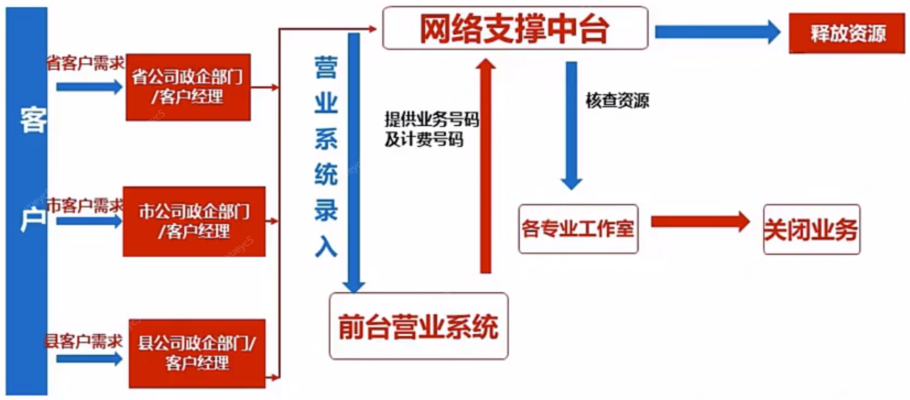 客户
省客户需求
省公司政企部门
/客户经理
市客户需求
市公司政企部门
/客户经理
县客户需求
县公司政企部门/
客户经理
营业系统录入
网络支撑中台
释放资源
提供业务号码
及计费号码
核查资源
各专业工作室
关闭业务
前台营业系统